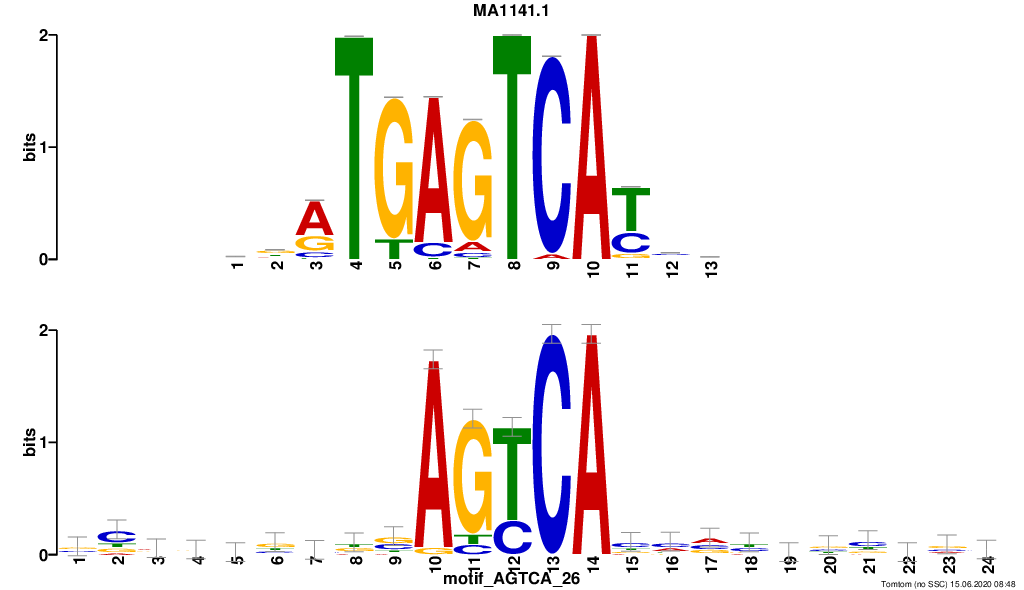 MA1141.1
2
bits
1
0
1 2 3 4 5 6 7 8 9 10 11 12 13
T G A G T C A
A T
G T C A A C
C C G
2
bits
1
0
1 2 3 4 5 6 7 8 9 10 11 12 13 14 15 16 17 18 19 20 21 22 23 24
A G T C A
C T C
G C
motif_AGTCA_26
Tomtom (no SSC) 15.06.2020 08:48